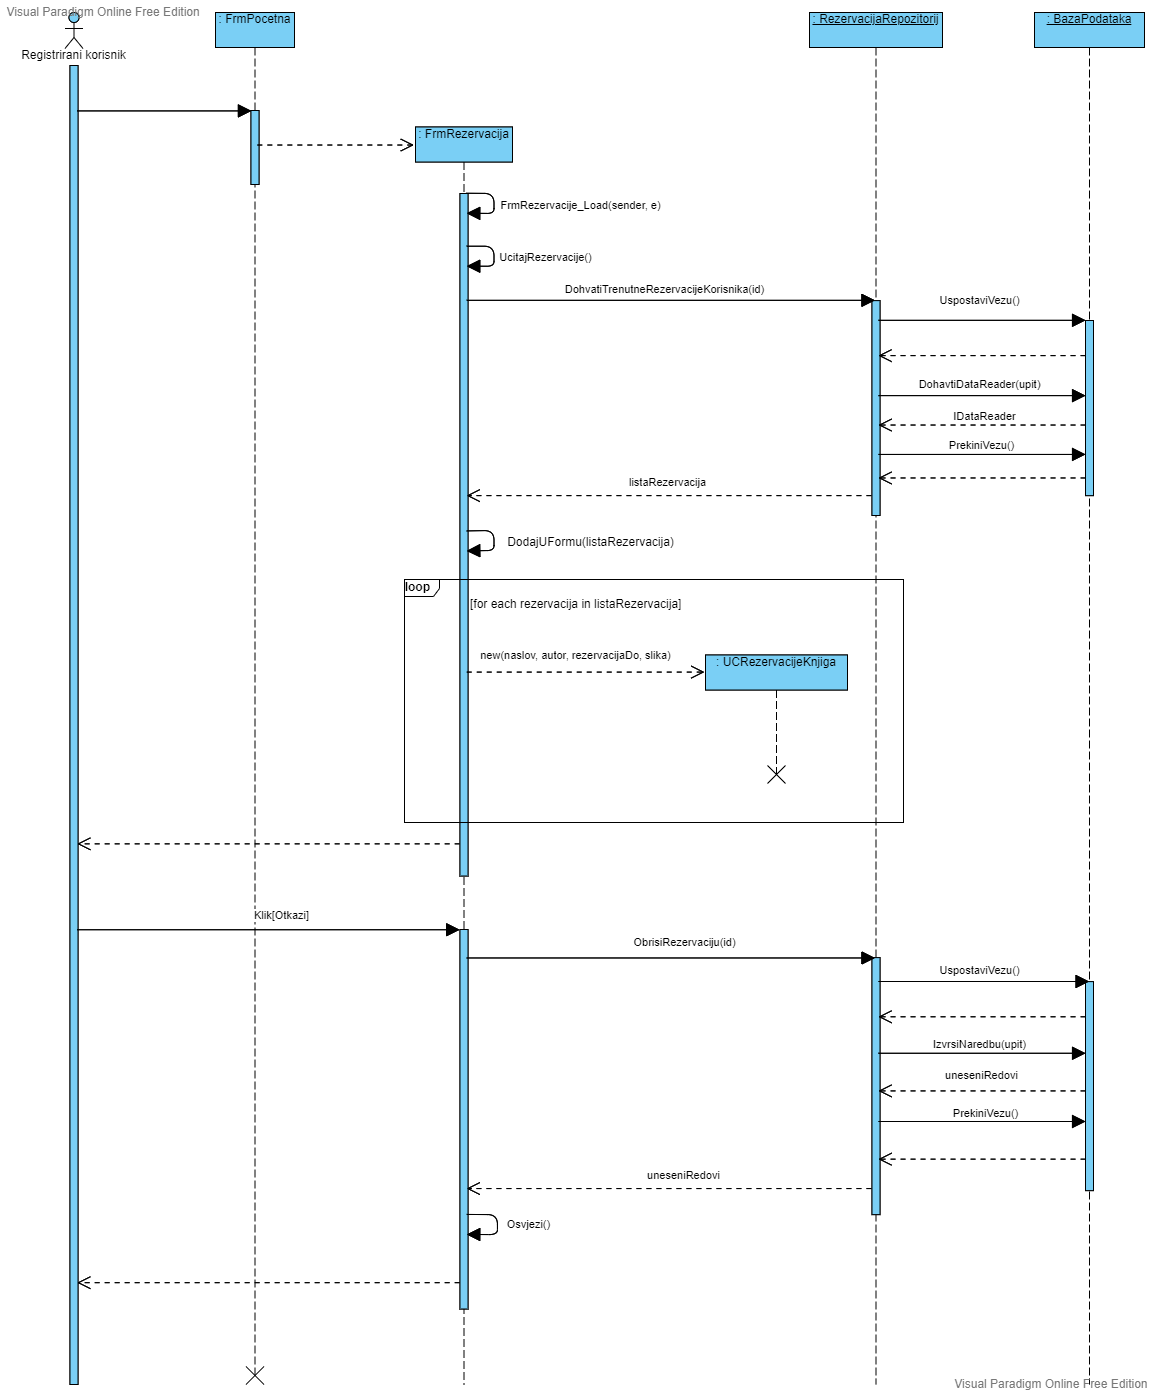 Visual Paradigm Online Free Edition
Registrirani korisnik
: FrmPocetna
: RezervacijaRepozitorij
: BazaPodataka
: FrmRezervacija
FrmRezervacije_Load(sender, e)
UcitajRezervacije()
DohvatiTrenutneRezervacijeKorisnika(id)
UspostaviVezu()
DohavtiDataReader(upit)
IDataReader
PrekiniVezu()
listaRezervacija
DodajUFormu(listaRezervacija)
loop
[for each rezervacija in listaRezervacija]
new(naslov, autor, rezervacijaDo, slika)
: UCRezervacijeKnjiga
Klik[Otkazi]
ObrisiRezervaciju(id)
UspostaviVezu()
IzvrsiNaredbu(upit)
uneseniRedovi
PrekiniVezu()
uneseniRedovi
Osvjezi()
Visual Paradigm Online Free Edition